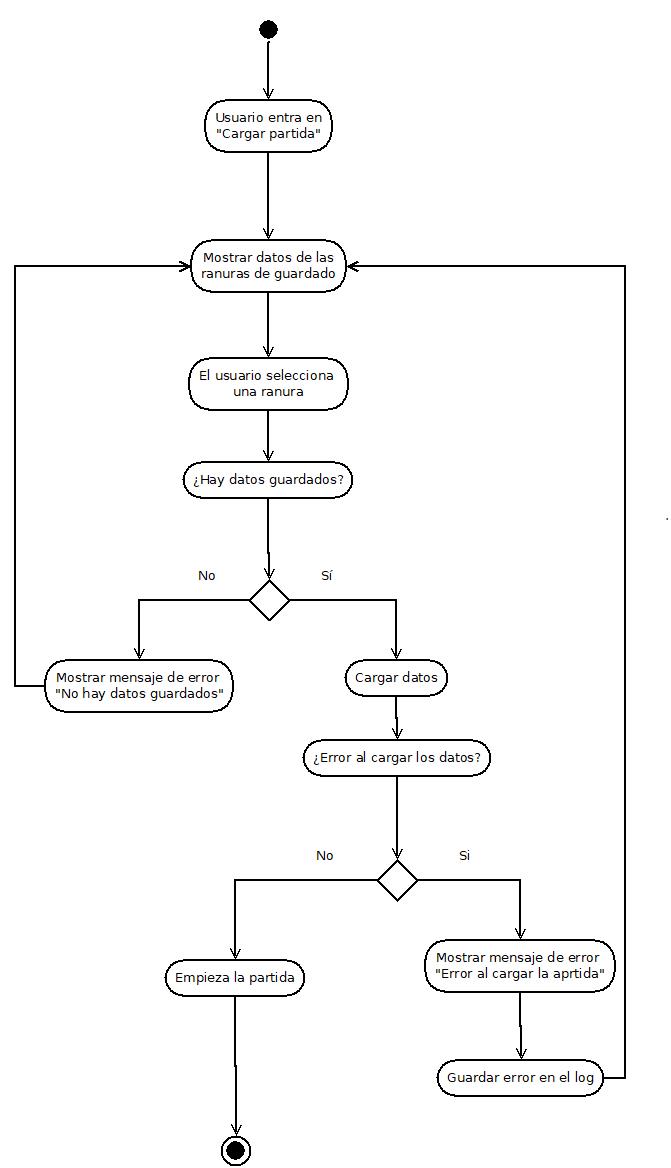 Usuario entra en
"Cargar partida"
Mostrar datos de las
ranuras de guardado
El usuario selecciona
una ranura
¿Hay datos guardados?
No
Sí
Mostrar mensaje de error
"No hay datos guardados"
Cargar datos
¿Error al cargar los datos?
No
Si
Empieza la partida
Mostrar mensaje de error
"Error al cargar la aprtida"
Guardar error en el log